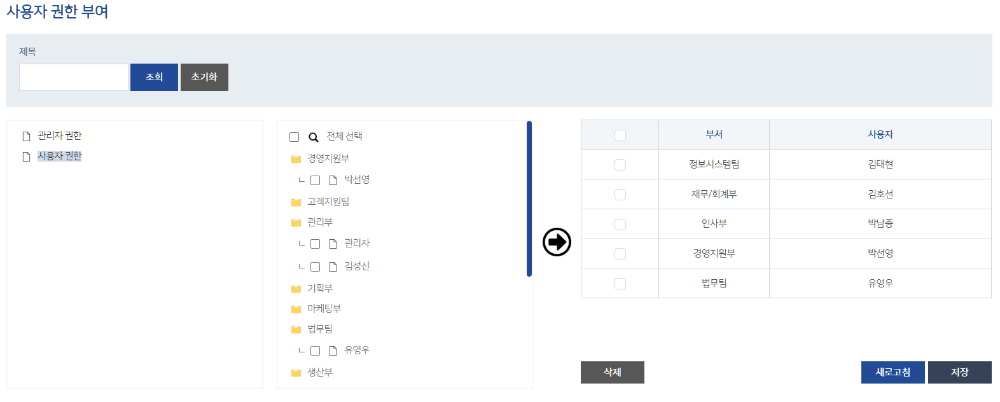 사용자 권한 부여
제목
조회 초기화
관리자 권한
사용자 권한
전체 선택
경영지원부
박선영
고객지원팀
관리부
관리자
김성신
기획부
마케팅부
법무팀
유영우
생산부
부서 사용자
정보시스템팀 김태현
재무/회계부 김호선
인사부 박남종
경영지원부 박선영
법무팀 유영우
삭제 새로고침 저장